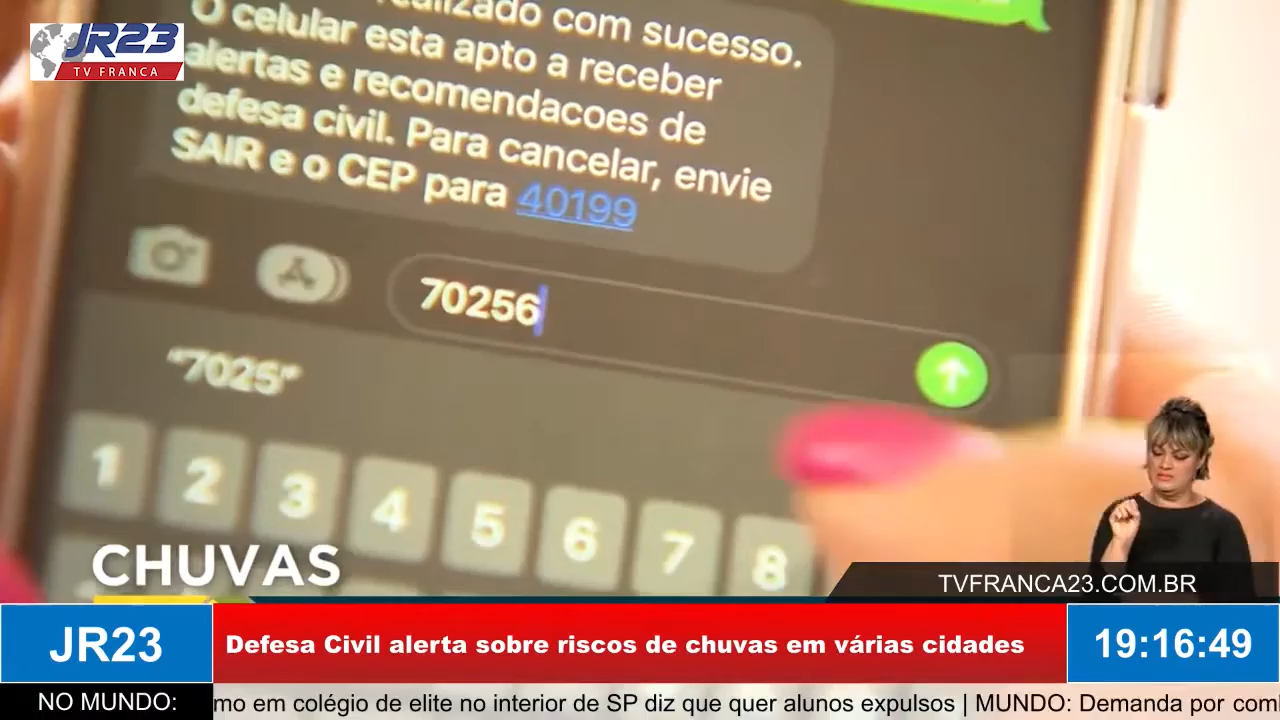 JR23
TV FRANCA
realizado com sucesso.
O celular esta apto a receber
alertas e recomendacoes de
defesa civil. Para cancelar, envie
SAIR e o CEP para 40199
70256
"7025"
1 2 3 4 5 6 7 8
CHUVAS
TVFRANCA23.COM.BR
JR23
Defesa Civil alerta sobre riscos de chuvas em várias cidades
19:16:49
NO MUNDO:
em colégio de elite no interior de SP diz que quer alunos expulsos | MUNDO: Demanda por